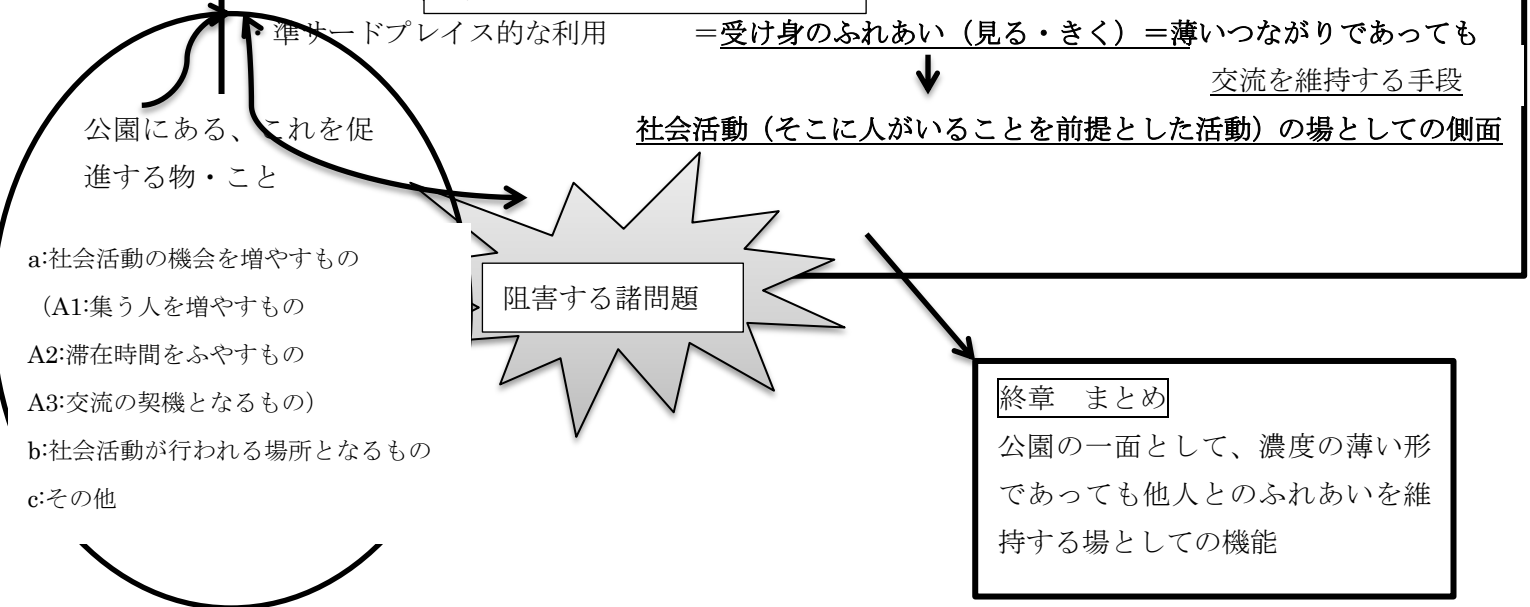 ・準サードプレイス的な利用　＝受け身のふれあい（見る・きく）＝薄いつながりであっても
交流を維持する手段
社会活動（そこに人がいることを前提とした活動）の場としての側面
公園にある、これを促
進する物・こと
a:社会活動の機会を増やすもの
（A1:集う人を増やすもの
A2:滞在時間をふやすもの
A3:交流の契機となるもの）
b:社会活動が行われる場所となるもの
c:その他
阻害する諸問題
終章　まとめ
公園の一面として、濃度の薄い形
であっても他人とのふれあいを維
持する場としての機能